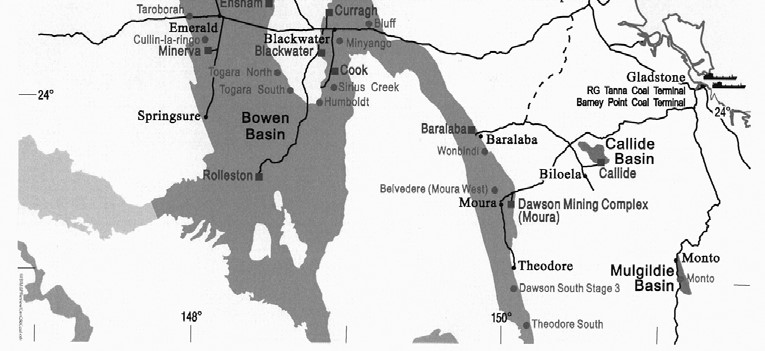 Ensham
Taroborah
Curragh
Bluff
Emerald
Cullin-la-ringo
Minerva
Blackwater
Blackwater
Minyango
Togara North
Cook
Togara South
Sirius Creek
Humboldt
24°
Gladstone
RG Tanna Coal Terminal
Barney Point Coal Terminal
24°
Springsure
Bowen
Basin
Baralaba
Baralaba
Wonbindi
Callide
Basin
Callide
Biloela
Rolleston
Belvedere (Moura West)
Moura
Dawson Mining Complex
(Moura)
Theodore
Monto
Mulgildie
Basin
Monto
Dawson South Stage 3
148°
150°
Theodore South